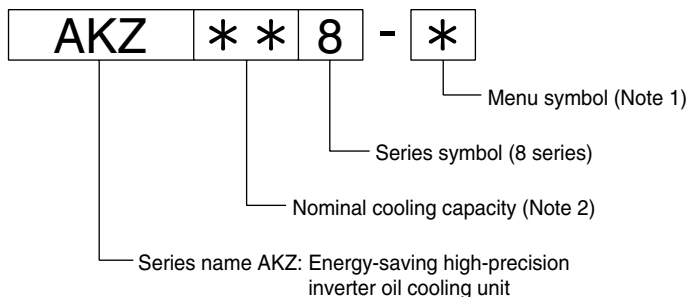 AKZ ＊＊ 8 - ＊
Menu symbol (Note 1)
Series symbol (8 series)
Nominal cooling capacity (Note 2)
Series name AKZ: Energy-saving high-precision
inverter oil cooling unit